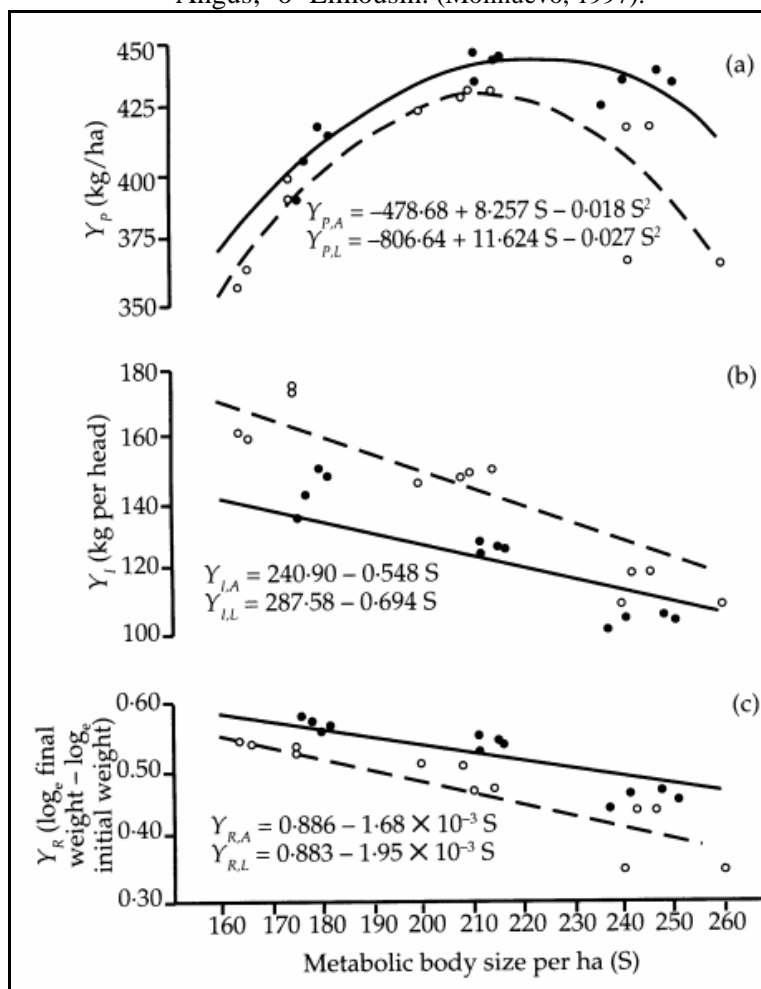 Angus, o Limousin. (Monnuevo, 1997).
(a)
450
425
400
375
350
Y_P (kg/ha)
Y_{P,A} = –478·68 + 8·257 S – 0·018 S²
Y_{P,L} = –806·64 + 11·624 S – 0·027 S²
(b)
180
160
140
120
100
Y_I (kg per head)
Y_{I,A} = 240·90 – 0·548 S
Y_{I,L} = 287·58 – 0·694 S
(c)
0·60
0·50
0·40
0·30
Y_R (log_e final
weight – log_e
initial weight)
Y_{R,A} = 0·886 – 1·68 × 10⁻³ S
Y_{R,L} = 0·883 – 1·95 × 10⁻³ S
160 175 180 190 200 210 220 230 240 250 260
Metabolic body size per ha (S)